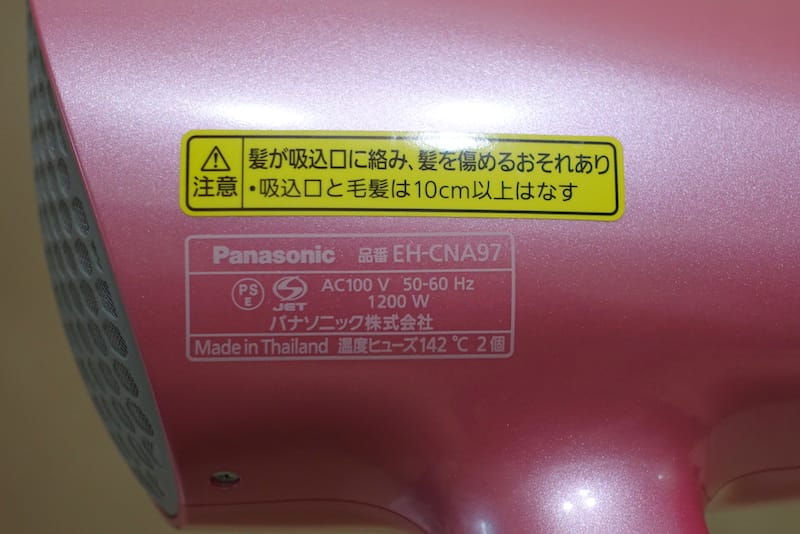 髪が吸込口に絡み、髪を傷めるおそれあり
注意
・吸込口と毛髪は10cm以上はなす
Panasonic 品番 EH-CNA97
PS E JET AC100 V 50-60 Hz
1200 W
パナソニック株式会社
Made in Thailand 温度ヒューズ142 ℃ 2個